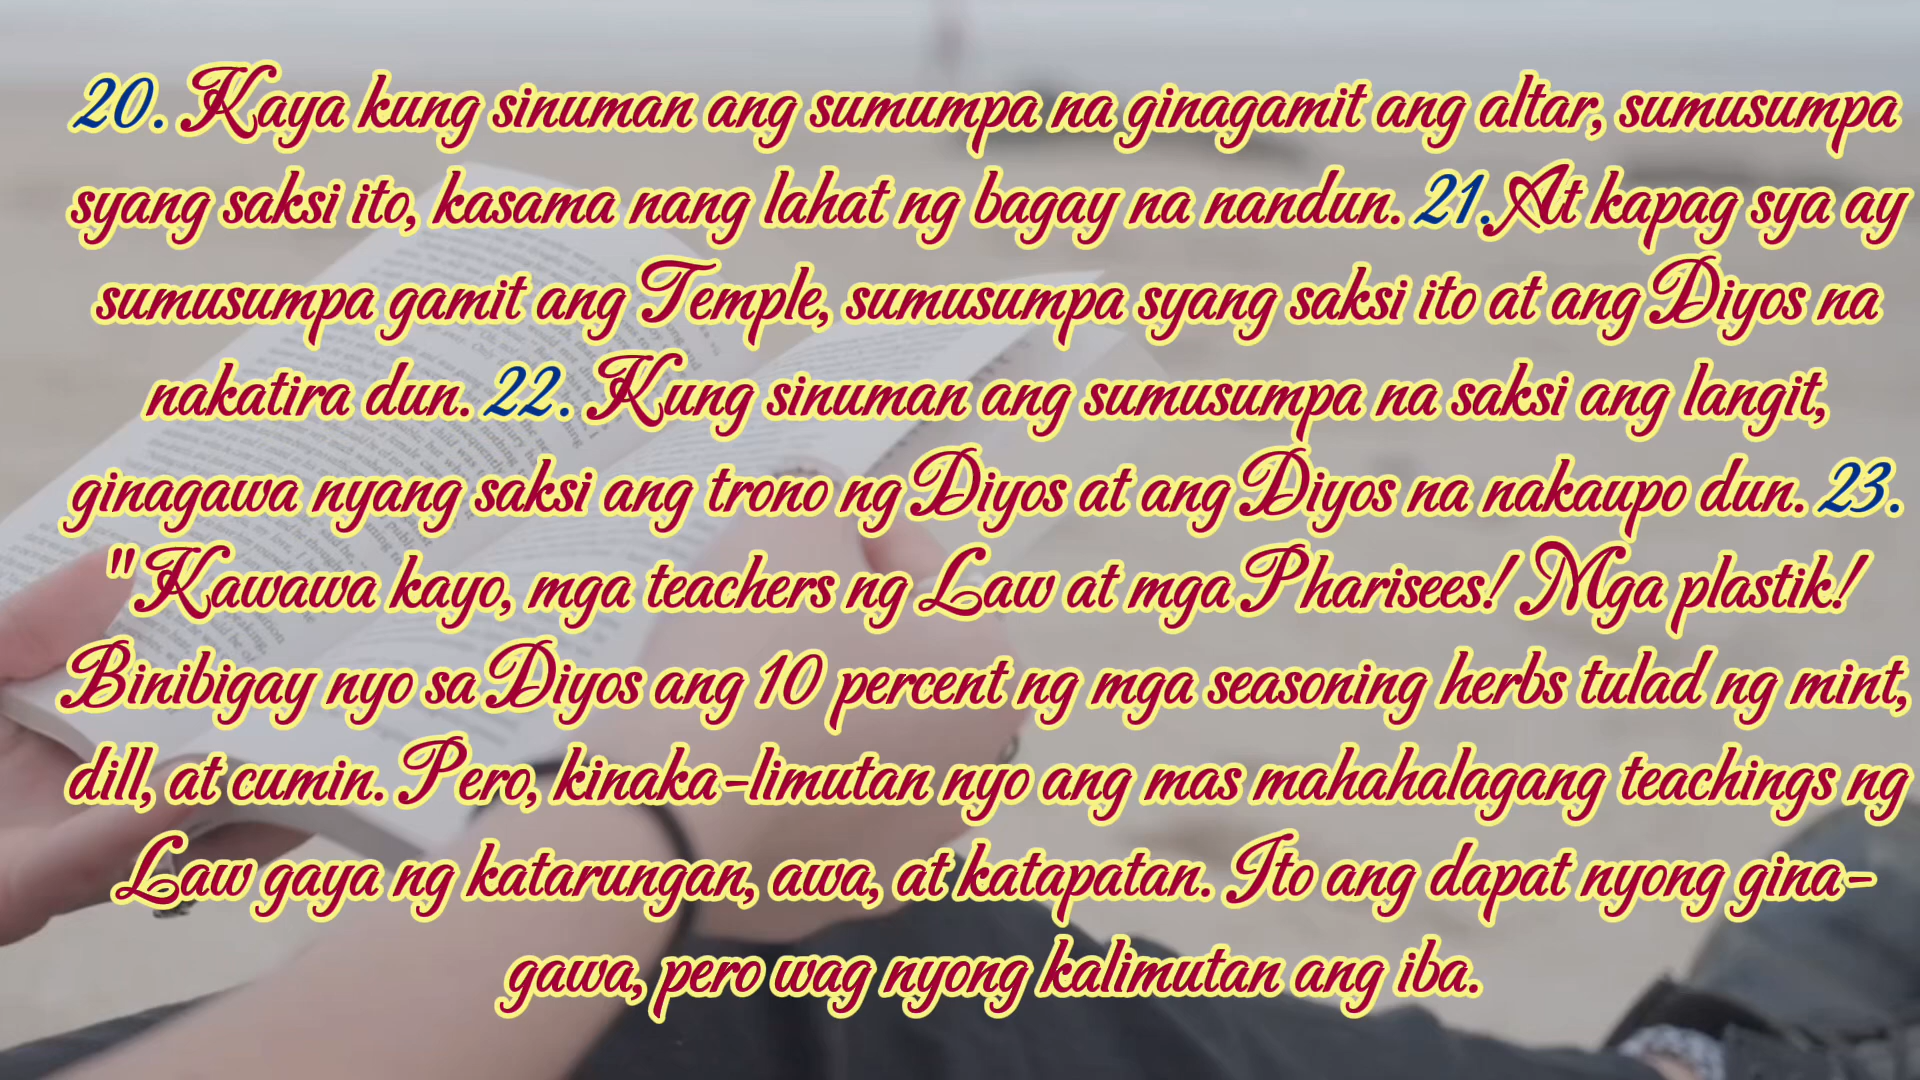 20. Kaya kung sinuman ang sumumpa na ginagamit ang altar, sumusumpa
syang saksi ito, kasama nang lahat ng bagay na nandun. 21.At kapag sya ay
sumusumpa gamit ang Temple, sumusumpa syang saksi ito at ang Diyos na
nakatira dun. 22. Kung sinuman ang sumusumpa na saksi ang langit,
ginagawa nyang saksi ang trono ng Diyos at ang Diyos na nakaupo dun. 23.
"Kawawa kayo, mga teachers ng Law at mga Pharisees! Mga plastik!
Binibigay nyo sa Diyos ang 10 percent ng mga seasoning herbs tulad ng mint,
dill, at cumin. Pero, kinaka-limutan nyo ang mas mahahalagang teachings ng
Law gaya ng katarungan, awa, at katapatan. Ito ang dapat nyong gina-
gawa, pero wag nyong kalimutan ang iba.